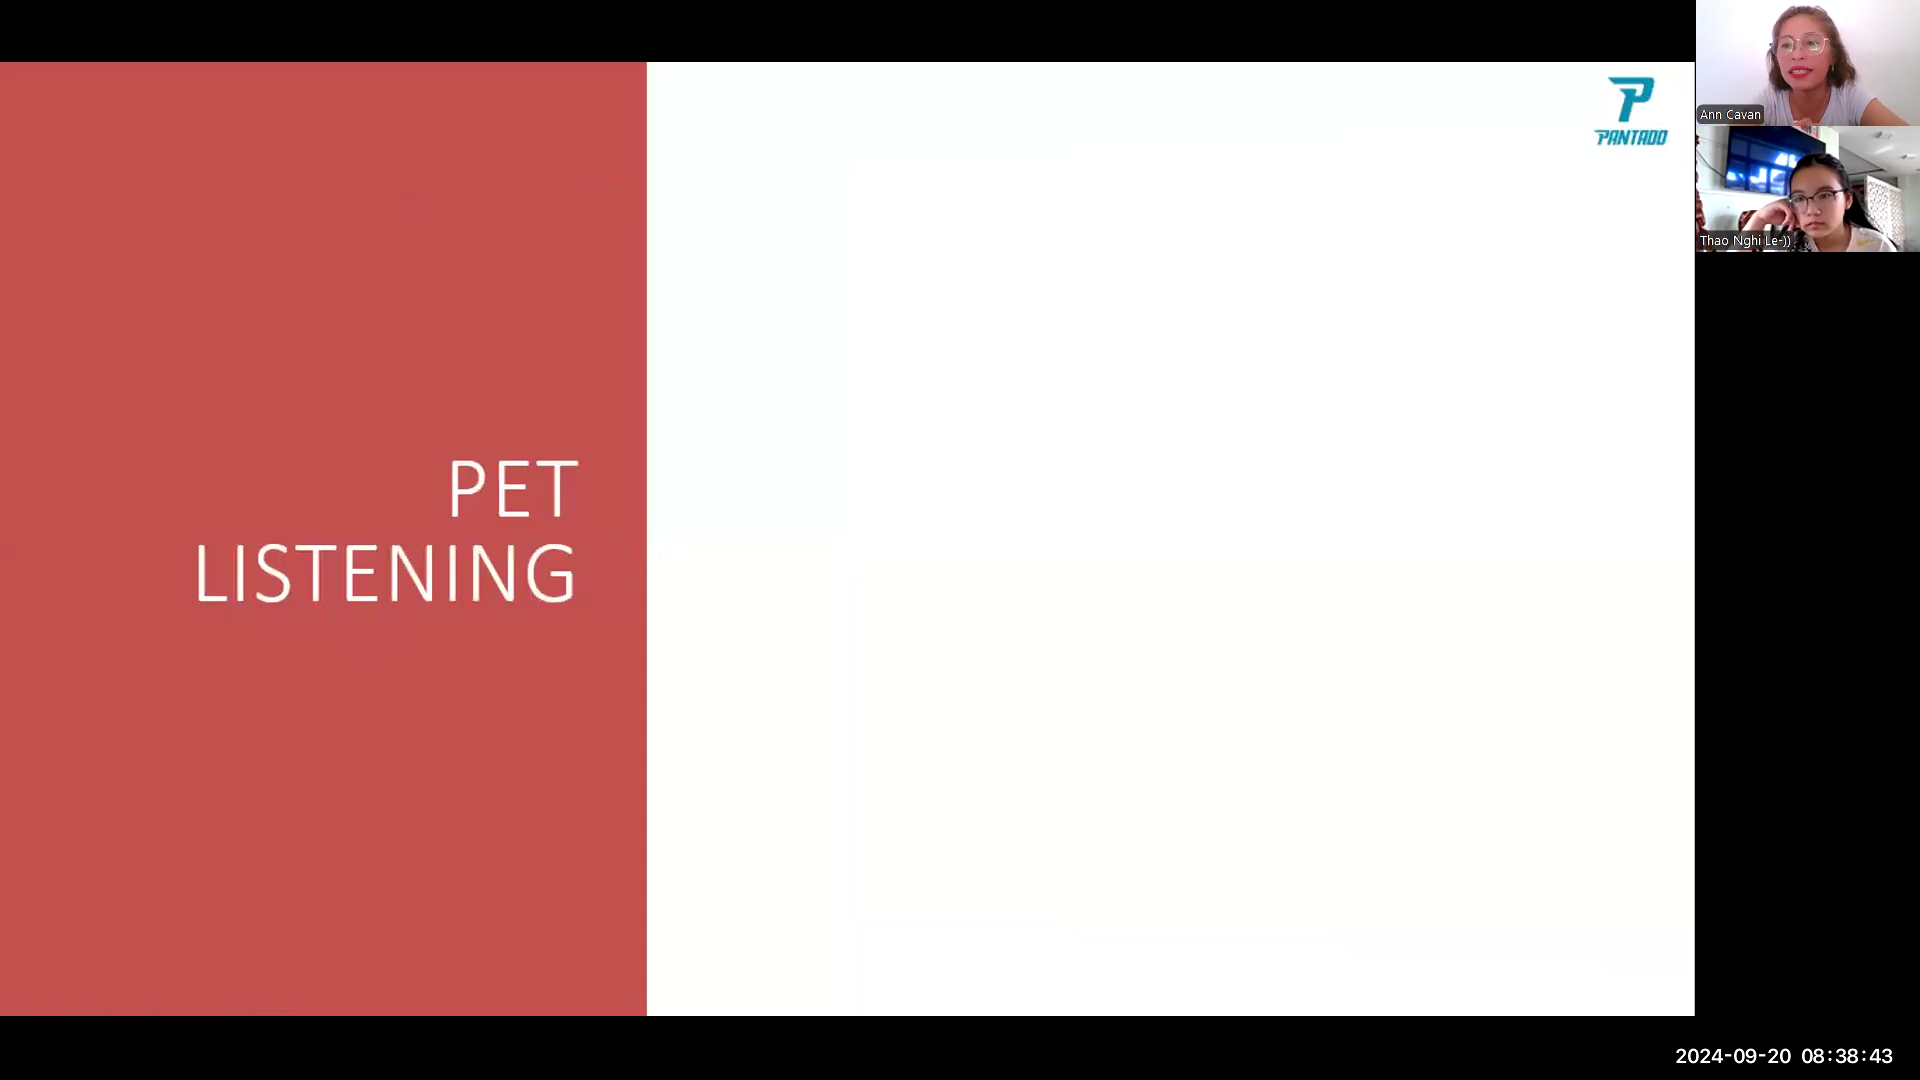 PET
LISTENING
PANTADO
Ann Cavan
Thao Nghi Le-))
2024-09-20 08:38:43